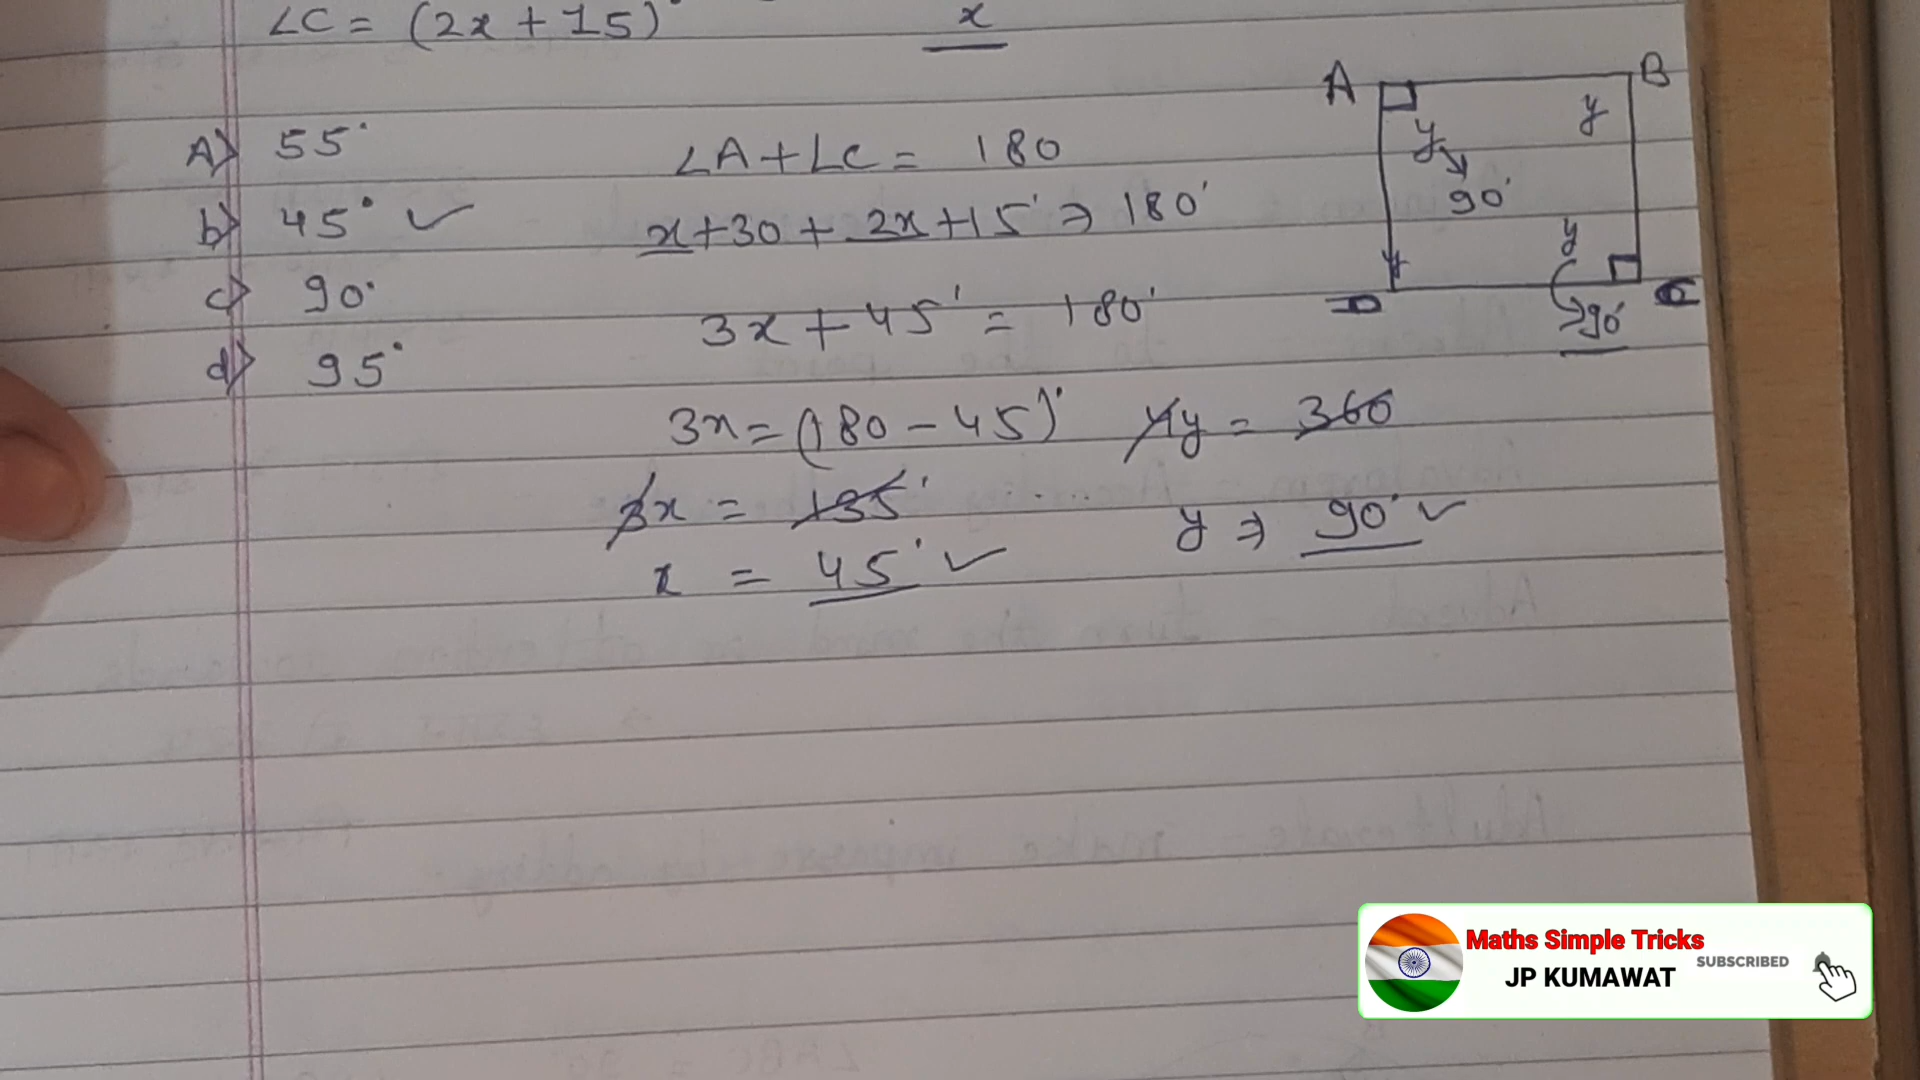 ∠C = (2x + 15)°
x
A) 55°
b) 45° ✓
c) 90°
d) 95°
∠A + ∠C = 180
x + 30 + 2x + 15° ⇒ 180°
3x + 45° = 180°
3x = (180 - 45)°
3x = 135°
x = 45° ✓
4y = 360
y ⇒ 90° ✓
A
B
y
y
90°
y
D
C
90°
Maths Simple Tricks
JP KUMAWAT
SUBSCRIBED